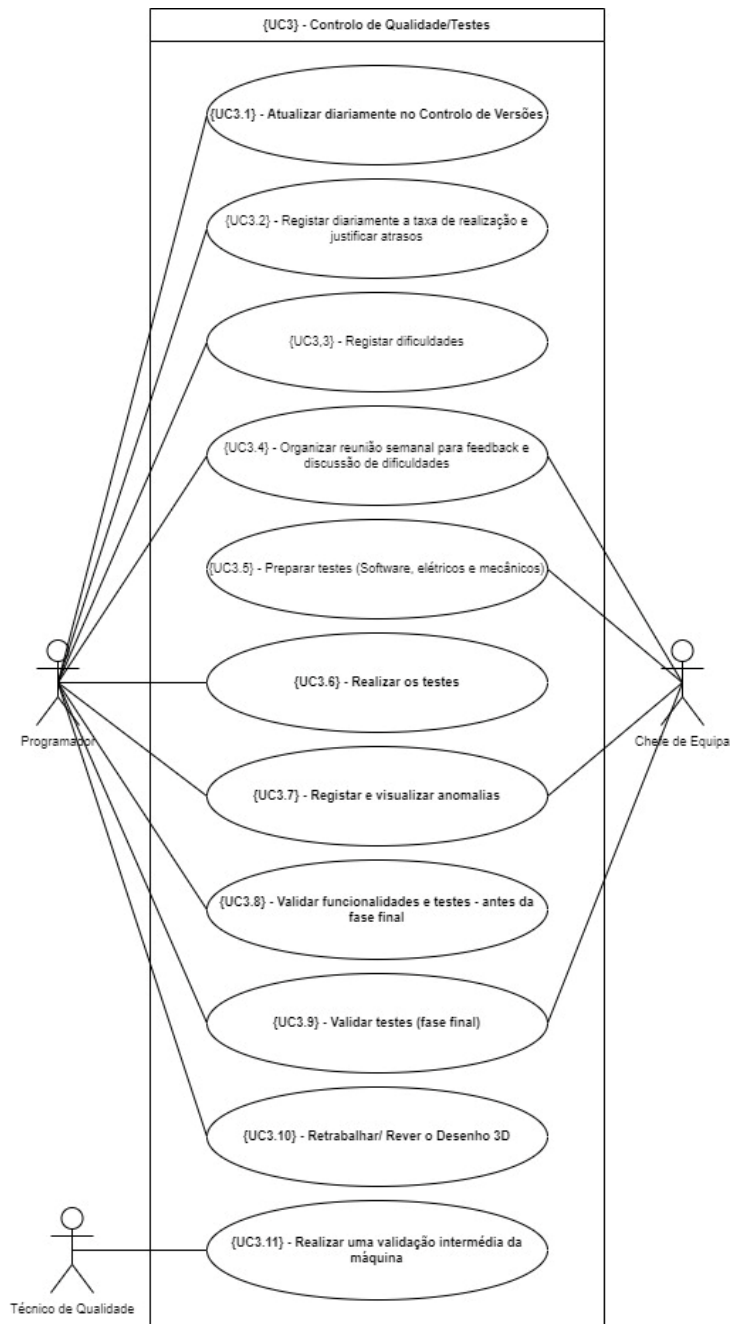 {UC3} - Controlo de Qualidade/Testes
{UC3.1} - Atualizar diariamente no Controlo de Versões
{UC3.2} - Registar diariamente a taxa de realização e
justificar atrasos
{UC3,3} - Registar dificuldades
{UC3.4} - Organizar reunião semanal para feedback e
discussão de dificuldades
{UC3.5} - Preparar testes (Software, elétricos e mecânicos)
{UC3.6} - Realizar os testes
Programador
Chefe de Equipa
{UC3.7} - Registar e visualizar anomalias
{UC3.8} - Validar funcionalidades e testes - antes da
fase final
{UC3.9} - Validar testes (fase final)
{UC3.10} - Retrabalhar/ Rever o Desenho 3D
{UC3.11} - Realizar uma validação intermédia da
máquina
Técnico de Qualidade